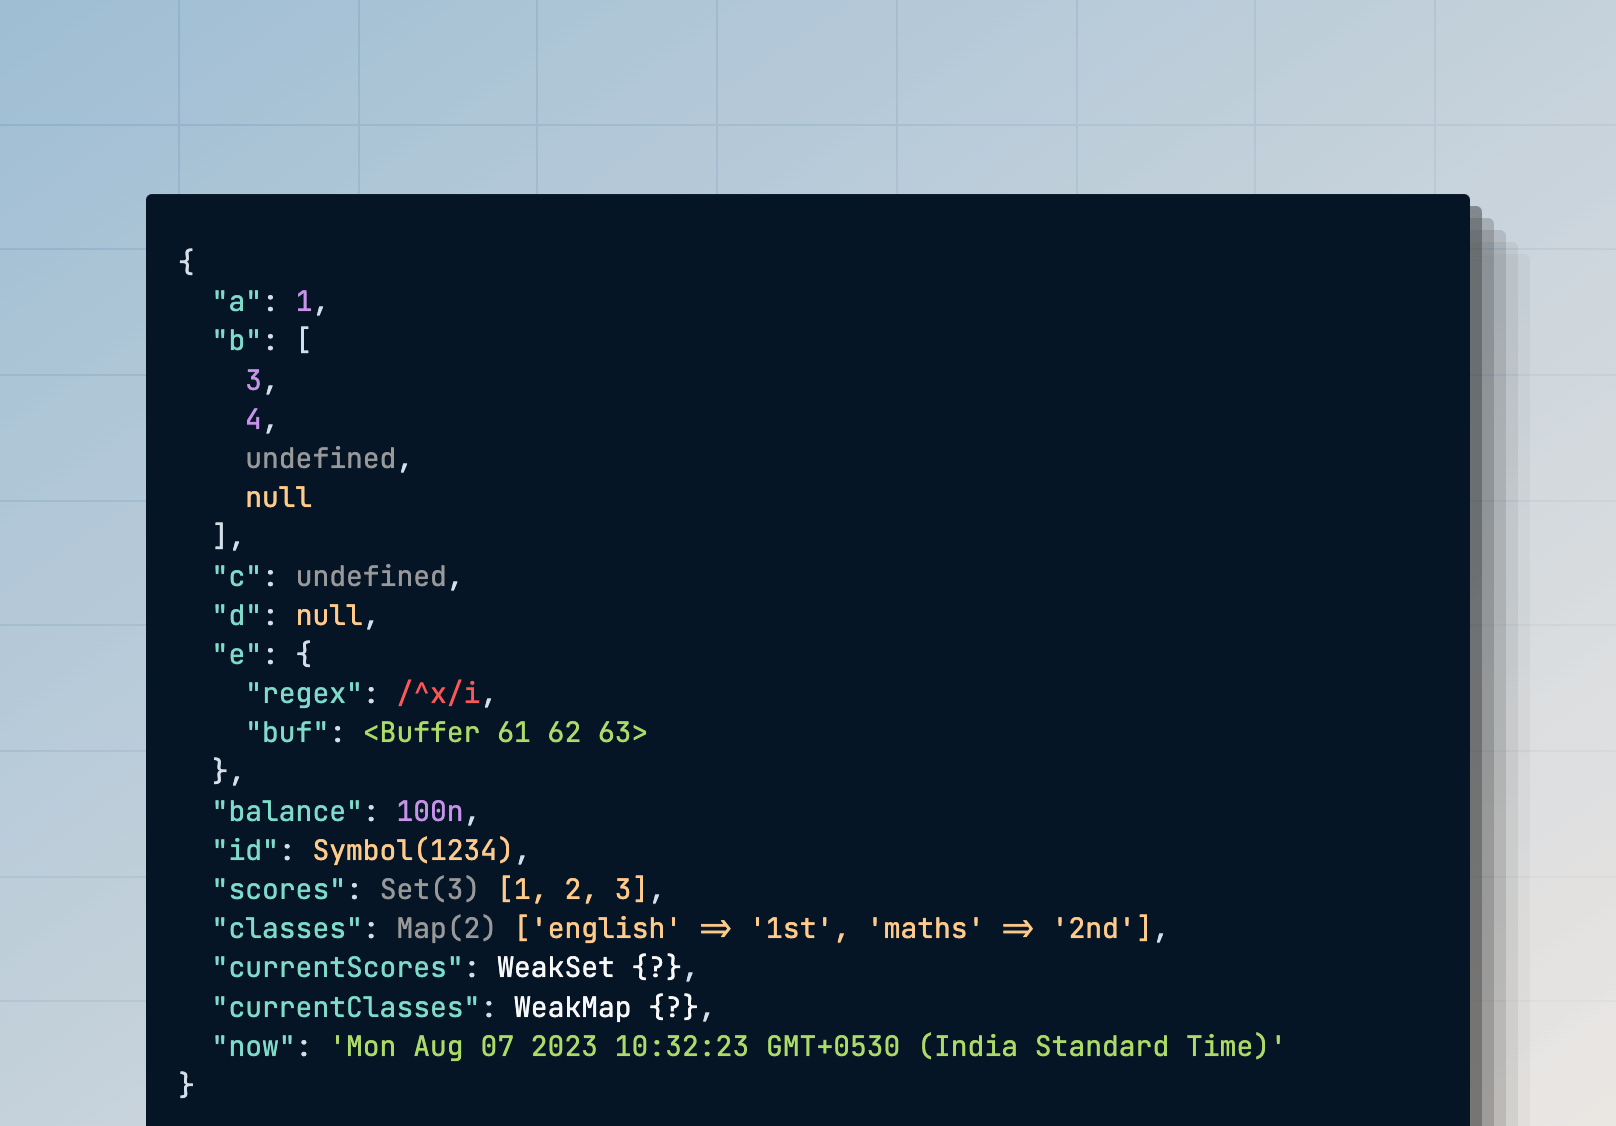 {
  "a": 1,
  "b": [
    3,
    4,
    undefined,
    null
  ],
  "c": undefined,
  "d": null,
  "e": {
    "regex": /^x/i,
    "buf": <Buffer 61 62 63>
  },
  "balance": 100n,
  "id": Symbol(1234),
  "scores": Set(3) [1, 2, 3],
  "classes": Map(2) ['english' => '1st', 'maths' => '2nd'],
  "currentScores": WeakSet {?},
  "currentClasses": WeakMap {?},
  "now": 'Mon Aug 07 2023 10:32:23 GMT+0530 (India Standard Time)'
}